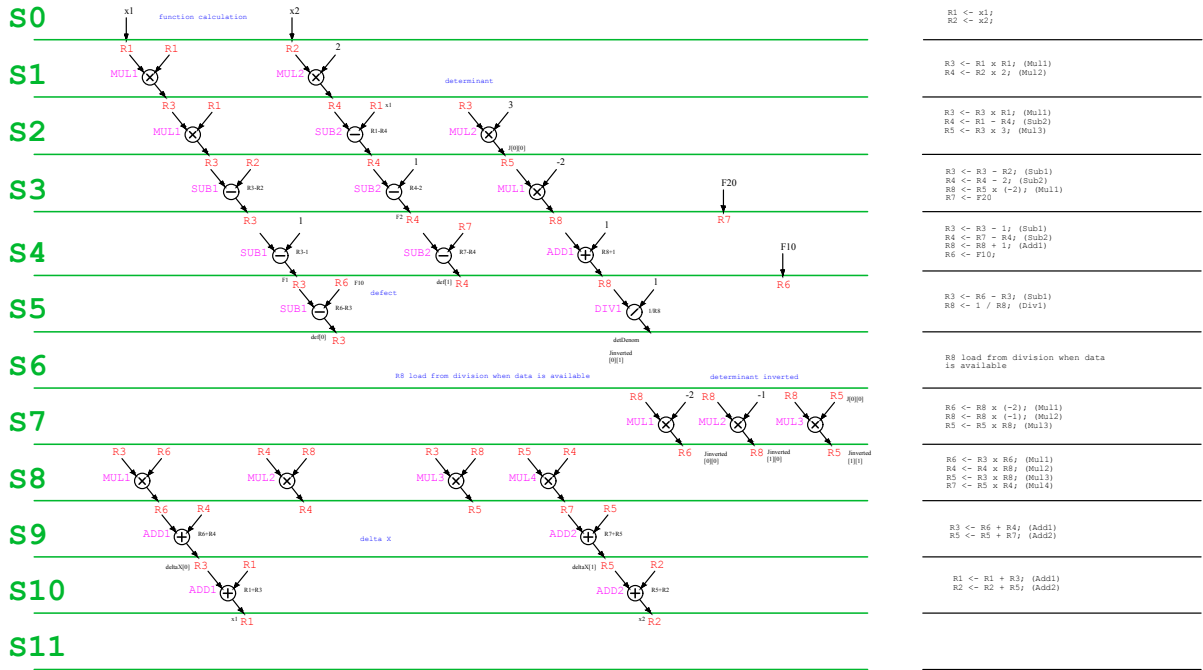 S0
x1
function calculation
x2
R1 <- x1;
R2 <- x2;
R1 R1 R2 2
S1
MUL1 MUL2
determinant
R3 <- R1 x R1; (Mul1)
R4 <- R2 x 2; (Mul2)
R3 R1 R4 R1 x1 R3 3
S2
MUL1 SUB2 R1-R4 MUL2
J[0][0]
R3 <- R3 x R1; (Mul1)
R4 <- R1 - R4; (Sub2)
R5 <- R3 x 3; (Mul3)
R3 R2 R4 1 R5 -2
S3
SUB1 R3-R2 SUB2 R4-2 MUL1 F20
R3 <- R3 - R2; (Sub1)
R4 <- R4 - 2; (Sub2)
R8 <- R5 x (-2); (Mul1)
R7 <- F20
R3 1 F2 R4 R7 R8 1 R7
S4
SUB1 R3-1 SUB2 R7-R4 ADD1 R8+1 F10
R3 <- R3 - 1; (Sub1)
R4 <- R7 - R4; (Sub2)
R8 <- R8 + 1; (Add1)
R6 <- F10;
F1 R3 R6 F10 def[1] R4 R8 1 R6
S5
defect
SUB1 R6-R3 DIV1 1/R8
R3 <- R6 - R3; (Sub1)
R8 <- 1 / R8; (Div1)
def[0] R3 detDenom
S6
Jinverted
[0][1]
R8 load from division when data is available
determinant inverted
R8 load from division when data
is available
R8 -2 R8 -1 R8 R5 J[0][0]
S7
MUL1 MUL2 MUL3
R6 <- R8 x (-2); (Mul1)
R8 <- R8 x (-1); (Mul2)
R5 <- R5 x R8; (Mul3)
R6 Jinverted
[0][0]
R8 Jinverted
[1][0]
R5 Jinverted
[1][1]
R3 R6 R4 R8 R3 R8 R5 R4
S8
MUL1 MUL2 MUL3 MUL4
R6 <- R3 x R6; (Mul1)
R4 <- R4 x R8; (Mul2)
R5 <- R3 x R8; (Mul3)
R7 <- R5 x R4; (Mul4)
R6 R4 R4 R5 R7 R5
S9
ADD1 R6+R4 delta X ADD2 R7+R5
R3 <- R6 + R4; (Add1)
R5 <- R5 + R7; (Add2)
deltaX[0] R3 R1 deltaX[1] R5 R2
S10
ADD1 R1+R3 ADD2 R5+R2
R1 <- R1 + R3; (Add1)
R2 <- R2 + R5; (Add2)
x1 R1 x2 R2
S11